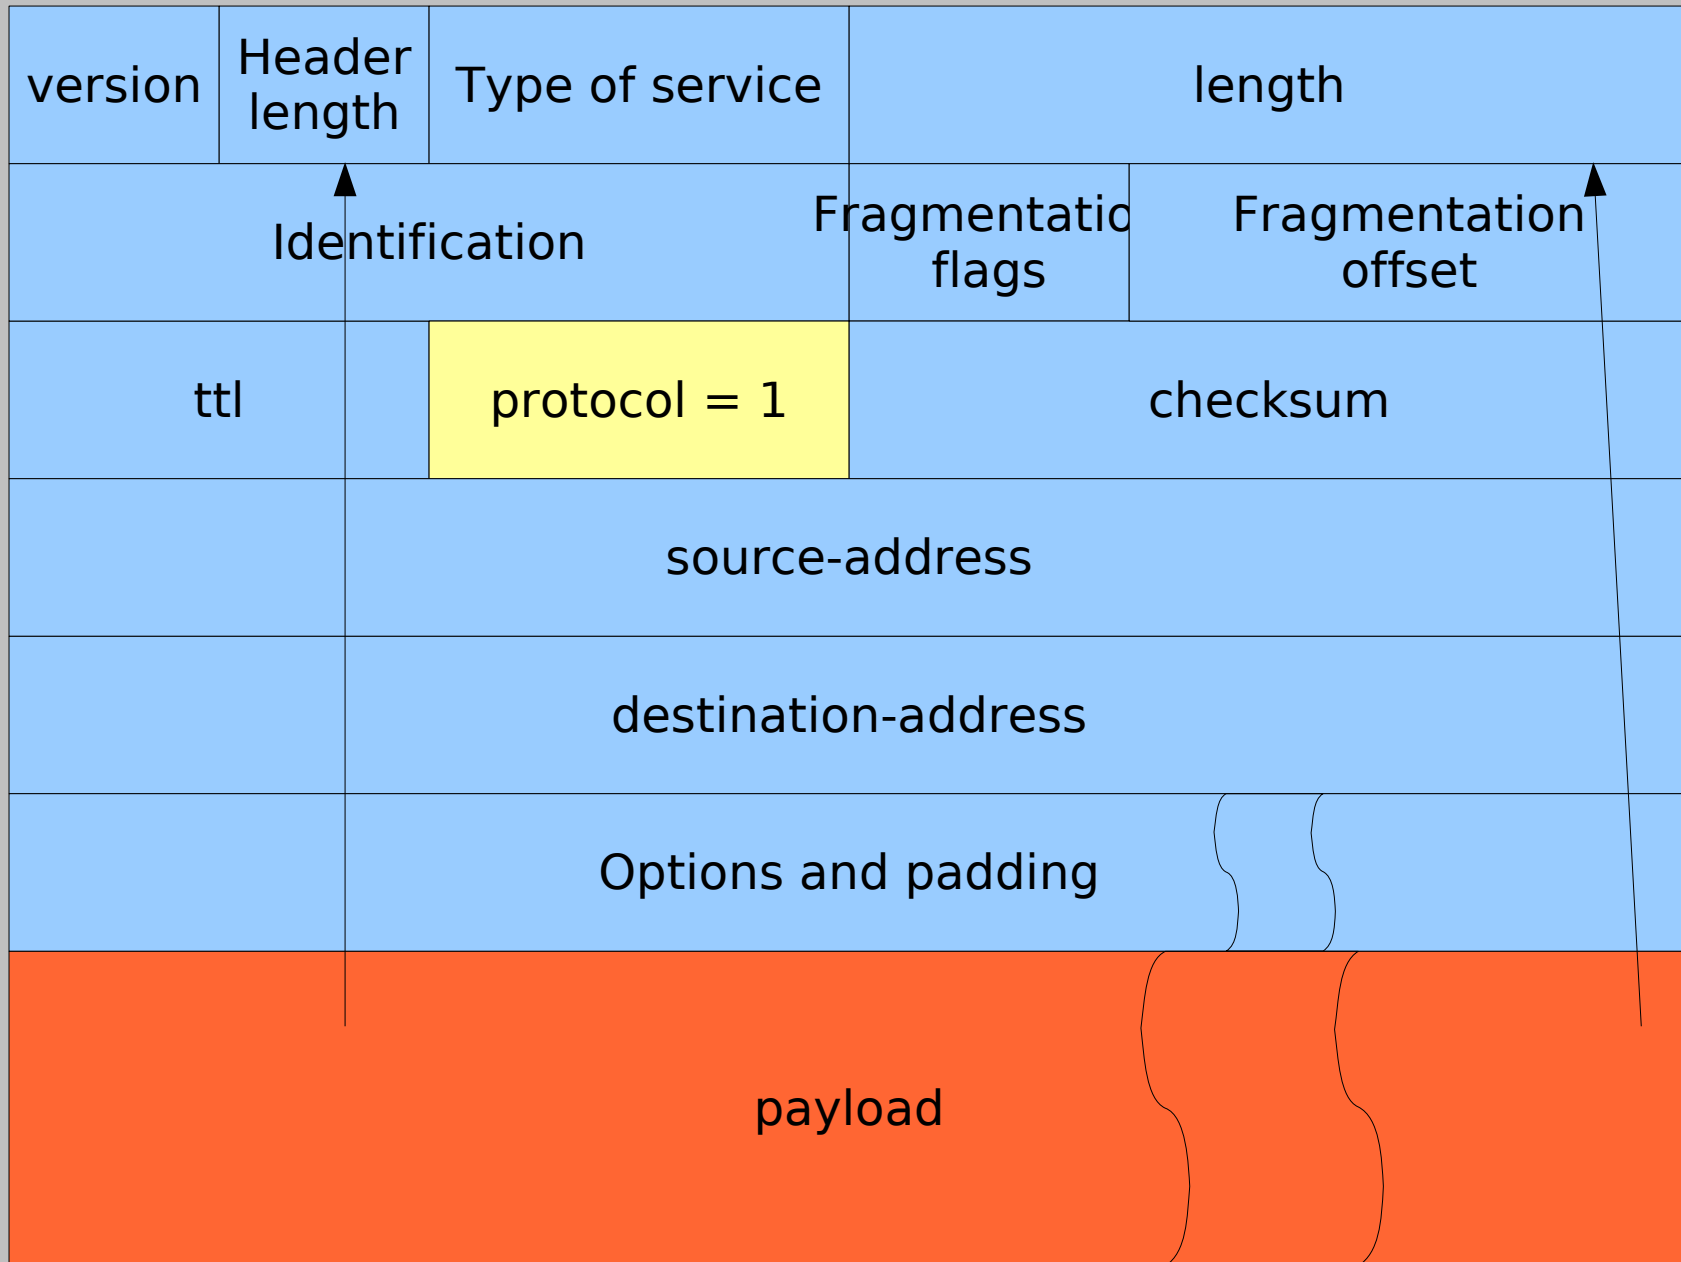 version
Header
length
Type of service
length
Identification
Fragmentatio
flags
Fragmentation
offset
ttl
protocol = 1
checksum
source-address
destination-address
Options and padding
payload